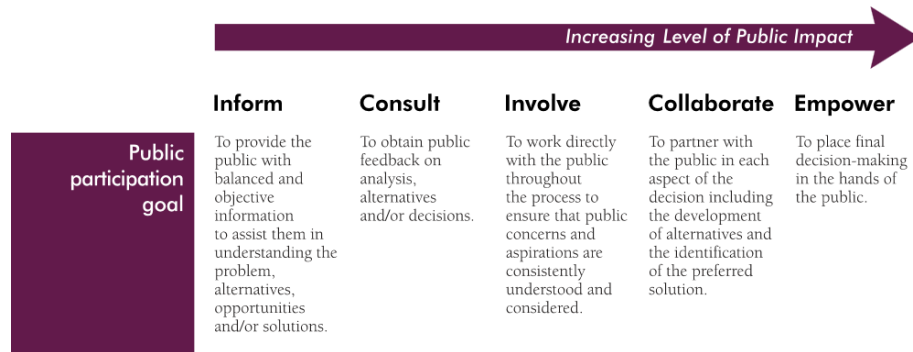 Increasing Level of Public Impact
Inform
Consult
Involve
Collaborate
Empower
Public
participation
goal
To provide the
public with
balanced and
objective
information
to assist them in
understanding the
problem,
alternatives,
opportunities
and/or solutions.
To obtain public
feedback on
analysis,
alternatives
and/or decisions.
To work directly
with the public
throughout
the process to
ensure that public
concerns and
aspirations are
consistently
understood and
considered.
To partner with
the public in each
aspect of the
decision including
the development
of alternatives and
the identification
of the preferred
solution.
To place final
decision-making
in the hands of
the public.